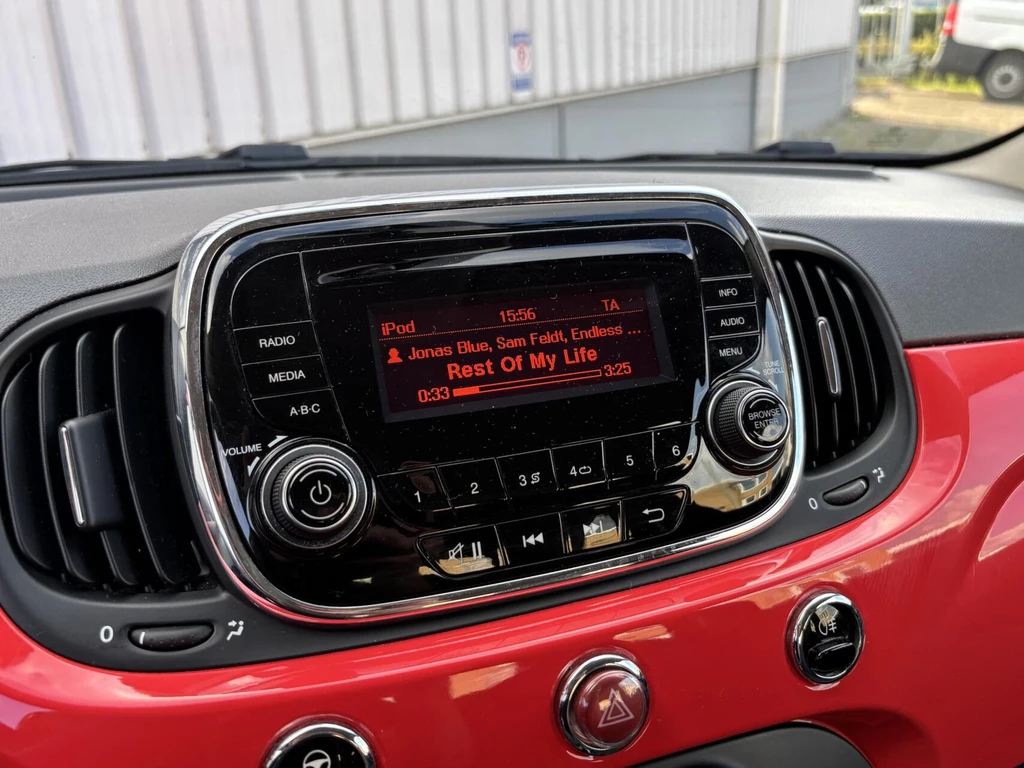 iPod 15:56 TA
Jonas Blue, Sam Feldt, Endless ...
Rest Of My Life
0:33 3:25
RADIO
MEDIA
A·B·C
VOLUME
INFO
AUDIO
MENU
TUNE
SCROLL
BROWSE
ENTER
1 2 3 4 5 6
0
0